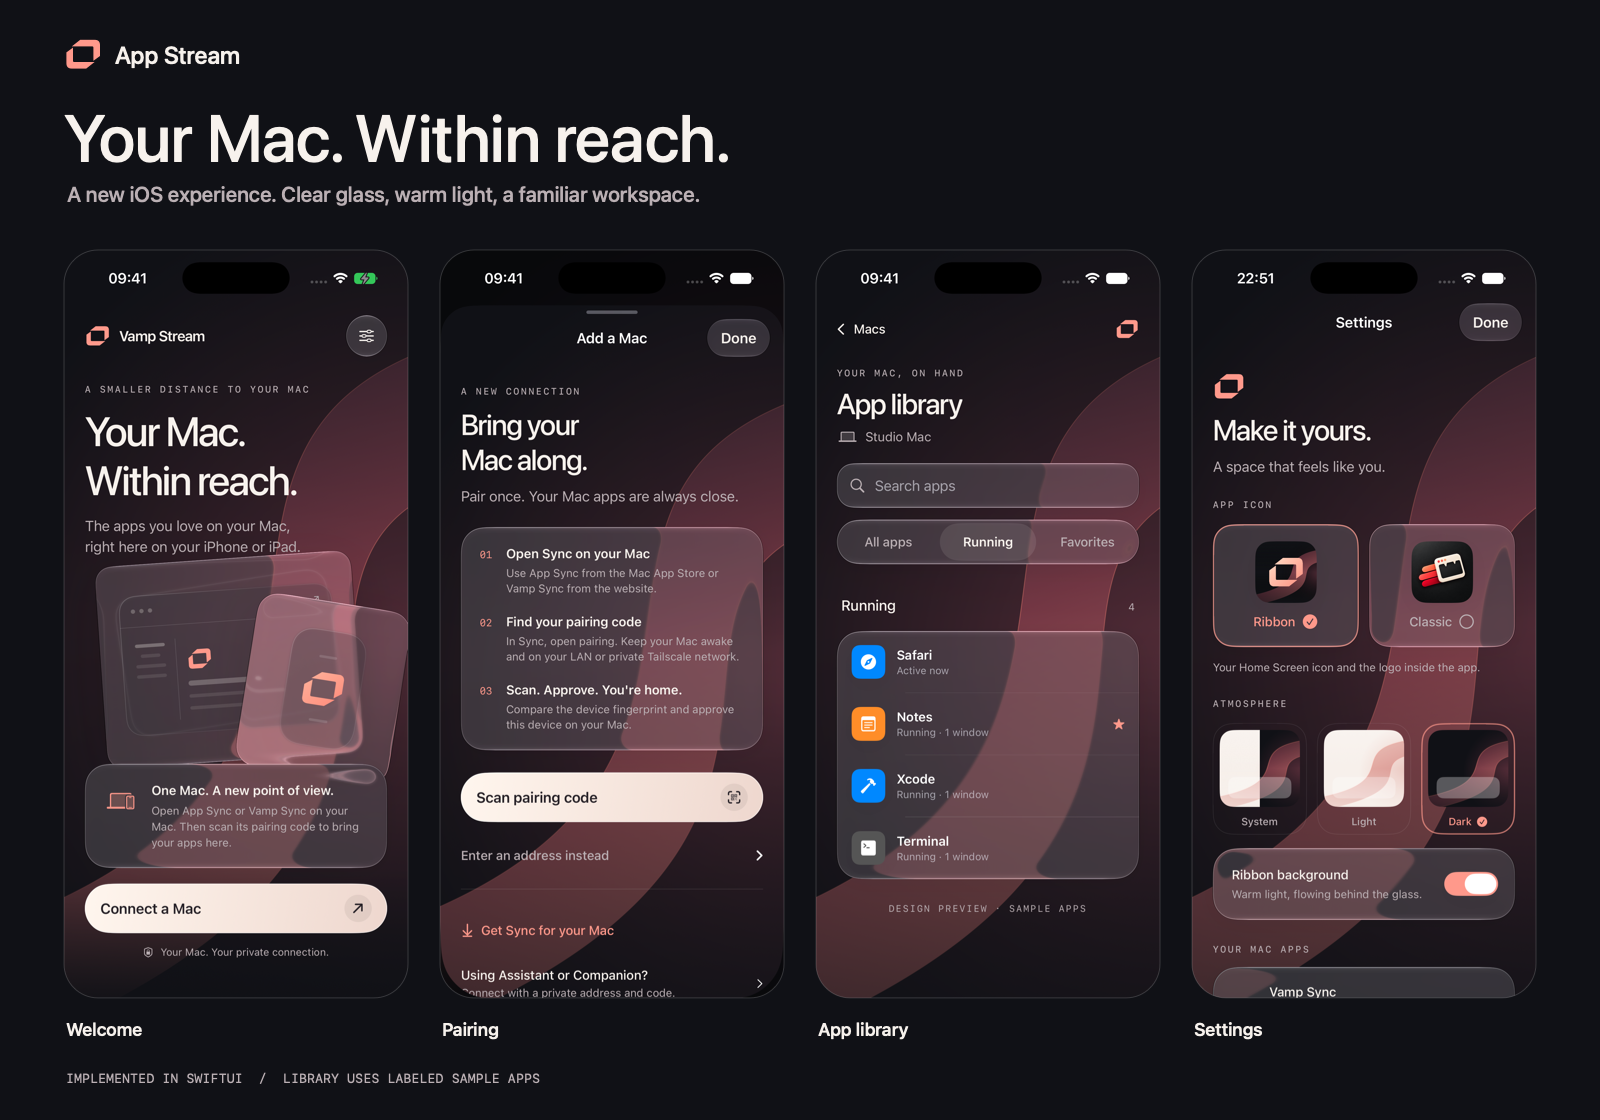 App Stream
Your Mac. Within reach.
A new iOS experience. Clear glass, warm light, a familiar workspace.
09:41
Vamp Stream
A SMALLER DISTANCE TO YOUR MAC
Your Mac.
Within reach.
The apps you love on your Mac,
right here on your iPhone or iPad.
One Mac. A new point of view.
Open App Sync or Vamp Sync on your
Mac. Then scan its pairing code to bring
your apps here.
Connect a Mac
Your Mac. Your private connection.
Welcome
09:41
Add a Mac
Done
A NEW CONNECTION
Bring your
Mac along.
Pair once. Your Mac apps are always close.
01 Open Sync on your Mac
Use App Sync from the Mac App Store or
Vamp Sync from the website.
02 Find your pairing code
In Sync, open pairing. Keep your Mac awake
and on your LAN or private Tailscale network.
03 Scan. Approve. You're home.
Compare the device fingerprint and approve
this device on your Mac.
Scan pairing code
Enter an address instead
Get Sync for your Mac
Using Assistant or Companion?
Connect with a private address and code.
Pairing
09:41
Macs
YOUR MAC, ON HAND
App library
Studio Mac
Search apps
All apps Running Favorites
Running 4
Safari
Active now
Notes
Running · 1 window
Xcode
Running · 1 window
Terminal
Running · 1 window
DESIGN PREVIEW · SAMPLE APPS
App library
22:51
Settings
Done
Make it yours.
A space that feels like you.
APP ICON
Ribbon
Classic
Your Home Screen icon and the logo inside the app.
ATMOSPHERE
System
Light
Dark
Ribbon background
Warm light, flowing behind the glass.
YOUR MAC APPS
Vamp Sync
Settings
IMPLEMENTED IN SWIFTUI / LIBRARY USES LABELED SAMPLE APPS